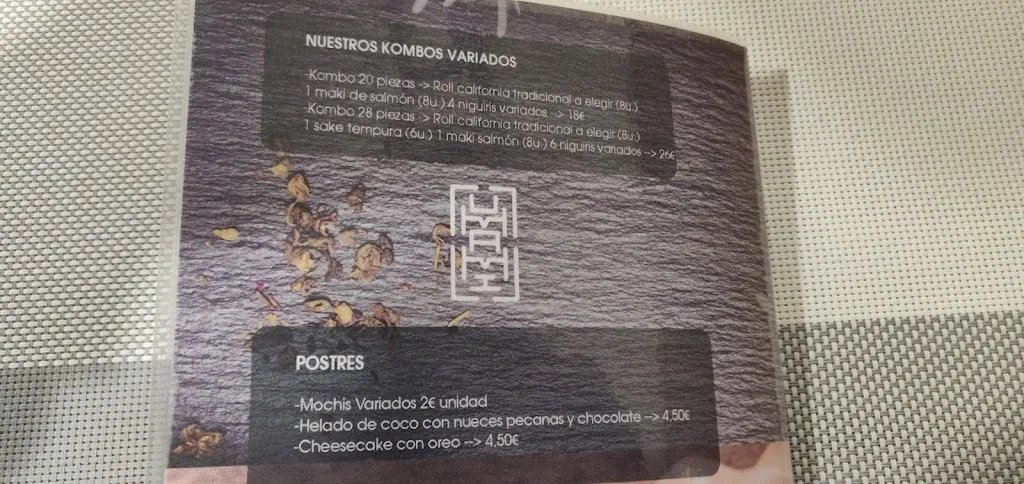 NUESTROS KOMBOS VARIADOS
-Kombo 20 piezas -> Roll california tradicional a elegir (8u.)
1 maki de salmón (8u.) 4 niguiris variados --> 18€
-Kombo 28 piezas -> Roll california tradicional a elegir (8u.)
1 sake tempura (6u.) 1 maki salmón (8u.) 6 niguiris variados --> 26€
POSTRES
-Mochis Variados 2€ unidad
-Helado de coco con nueces pecanas y chocolate --> 4,50€
-Cheesecake con oreo --> 4,50€